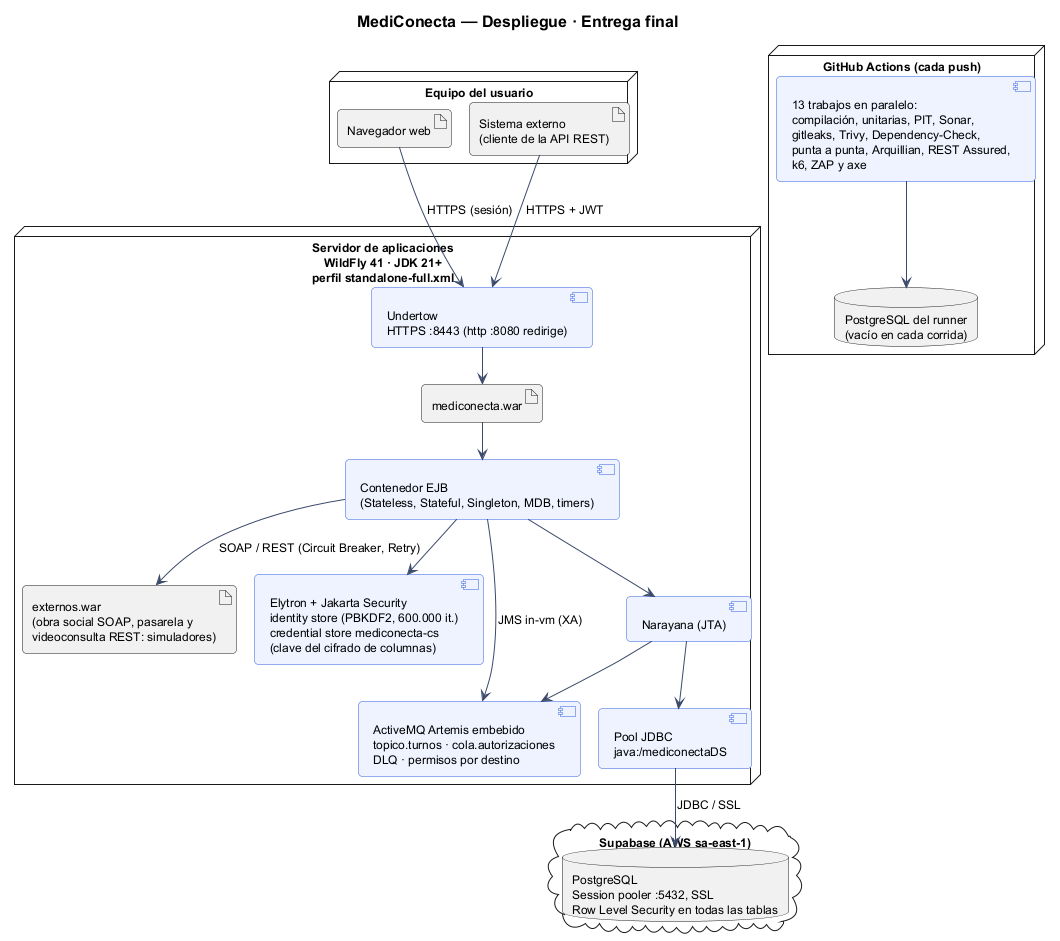 MediConecta — Despliegue · Entrega final
Equipo del usuario
Navegador web
Sistema externo
(cliente de la API REST)
GitHub Actions (cada push)
13 trabajos en paralelo:
compilación, unitarias, PIT, Sonar,
gitleaks, Trivy, Dependency-Check,
punta a punta, Arquillian, REST Assured,
k6, ZAP y axe
PostgreSQL del runner
(vacío en cada corrida)
HTTPS (sesión)
HTTPS + JWT
Servidor de aplicaciones
WildFly 41 · JDK 21+
perfil standalone-full.xml
Undertow
HTTPS :8443 (http :8080 redirige)
mediconecta.war
Contenedor EJB
(Stateless, Stateful, Singleton, MDB, timers)
SOAP / REST (Circuit Breaker, Retry)
externos.war
(obra social SOAP, pasarela y
videoconsulta REST: simuladores)
Elytron + Jakarta Security
identity store (PBKDF2, 600.000 it.)
credential store mediconecta-cs
(clave del cifrado de columnas)
JMS in-vm (XA)
Narayana (JTA)
ActiveMQ Artemis embebido
topico.turnos · cola.autorizaciones
DLQ · permisos por destino
Pool JDBC
java:/mediconectaDS
JDBC / SSL
Supabase (AWS sa-east-1)
PostgreSQL
Session pooler :5432, SSL
Row Level Security en todas las tablas